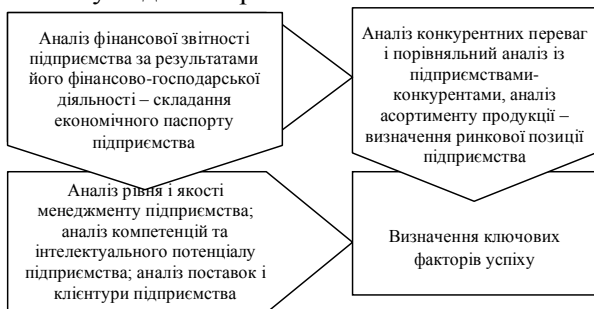 Аналіз фінансової звітності
підприємства за результатами
його фінансово-господарської
діяльності – складання
економічного паспорту
підприємства
Аналіз конкурентних переваг
і порівняльний аналіз із
підприємствами-
конкурентами, аналіз
асортименту продукції –
визначення ринкової позиції
підприємства
Аналіз рівня і якості
менеджменту підприємства;
аналіз компетенцій та
інтелектуального потенціалу
підприємства; аналіз поставок і
клієнтури підприємства
Визначення ключових
факторів успіху